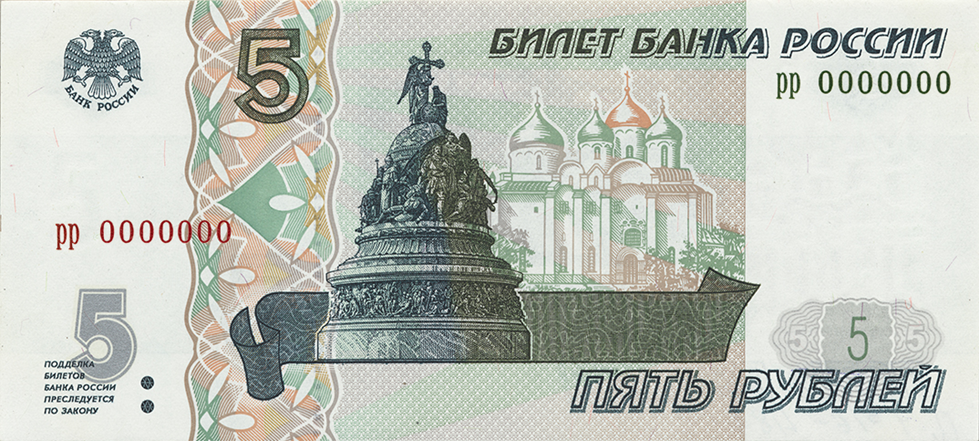 5
БИЛЕТ БАНКА РОССИИ
БАНК РОССИИ
рр 0000000
рр 0000000
5
5 5 5
ПОДДЕЛКА
БИЛЕТОВ
БАНКА РОССИИ
ПРЕСЛЕДУЕТСЯ
ПО ЗАКОНУ
ПЯТЬ РУБЛЕЙ